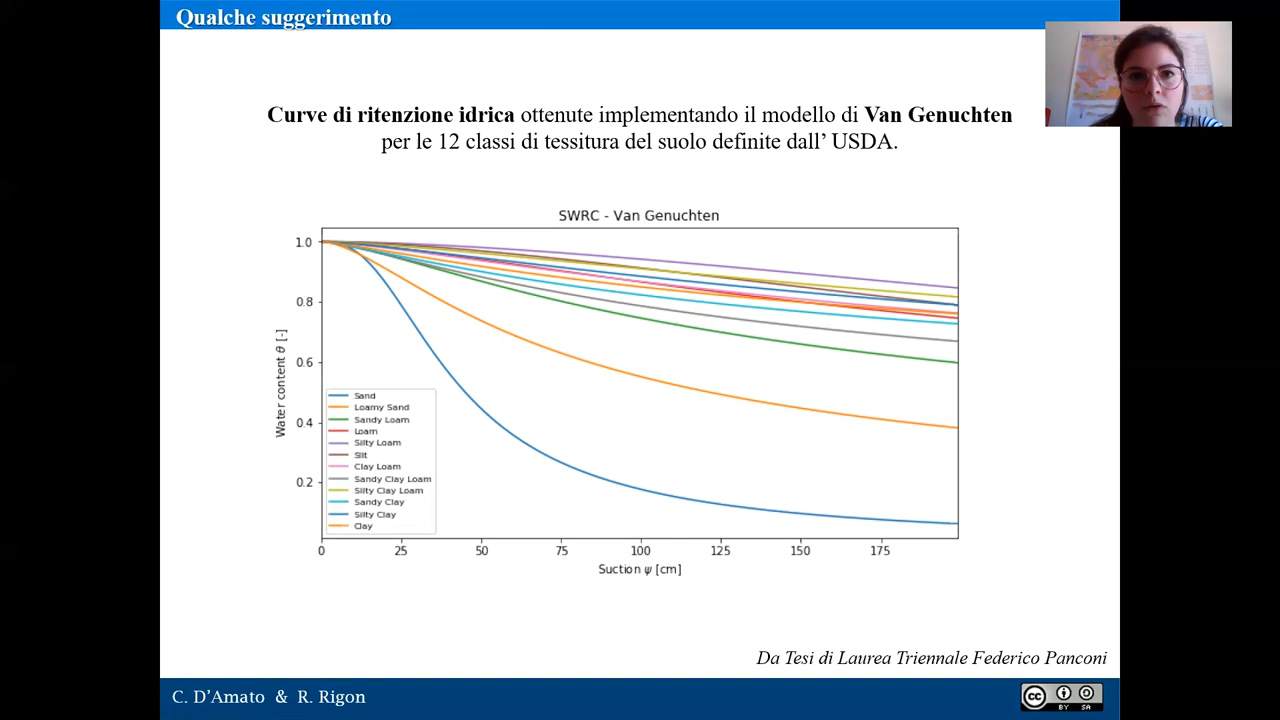 Qualche suggerimento
Curve di ritenzione idrica ottenute implementando il modello di Van Genuchten
per le 12 classi di tessitura del suolo definite dall’ USDA.
SWRC - Van Genuchten
1.0
0.8
0.6
0.4
0.2
Water content θ [-]
Sand
Loamy Sand
Sandy Loam
Loam
Silty Loam
Silt
Clay Loam
Sandy Clay Loam
Silty Clay Loam
Sandy Clay
Silty Clay
Clay
0 25 50 75 100 125 150 175
Suction ψ [cm]
Da Tesi di Laurea Triennale Federico Panconi
C. D’Amato & R. Rigon
cc
BY SA